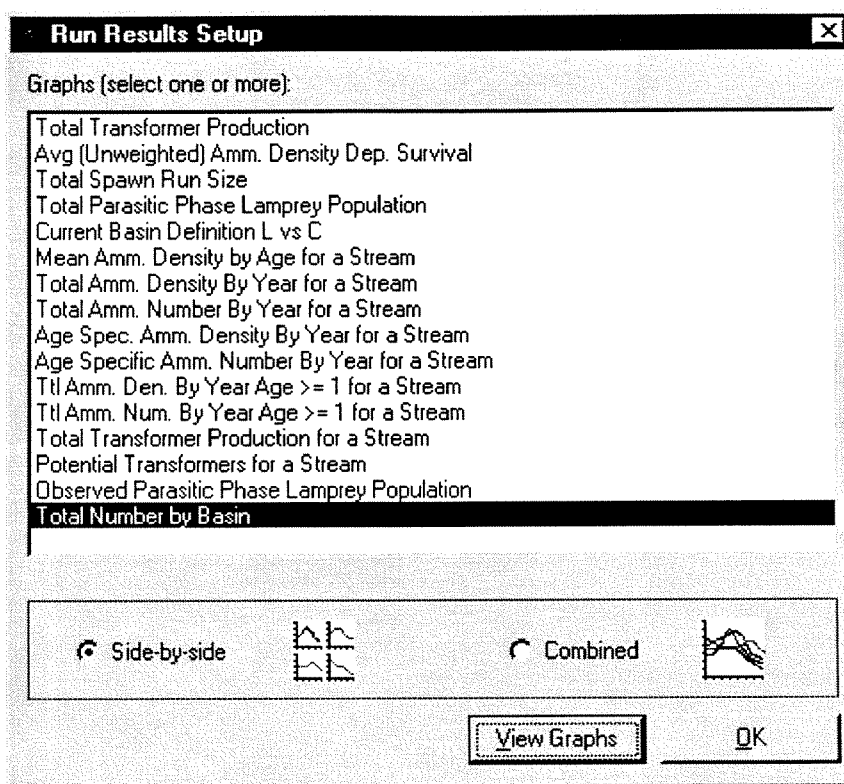 Run Results Setup
Graphs (select one or more):
Total Transformer Production
Avg (Unweighted) Amm. Density Dep. Survival
Total Spawn Run Size
Total Parasitic Phase Lamprey Population
Current Basin Definition L vs C
Mean Amm. Density by Age for a Stream
Total Amm. Density By Year for a Stream
Total Amm. Number By Year for a Stream
Age Spec. Amm. Density By Year for a Stream
Age Specific Amm. Number By Year for a Stream
Ttl Amm. Den. By Year Age >= 1 for a Stream
Ttl Amm. Num. By Year Age >= 1 for a Stream
Total Transformer Production for a Stream
Potential Transformers for a Stream
Observed Parasitic Phase Lamprey Population
Total Number by Basin
Side-by-side
Combined
View Graphs
OK